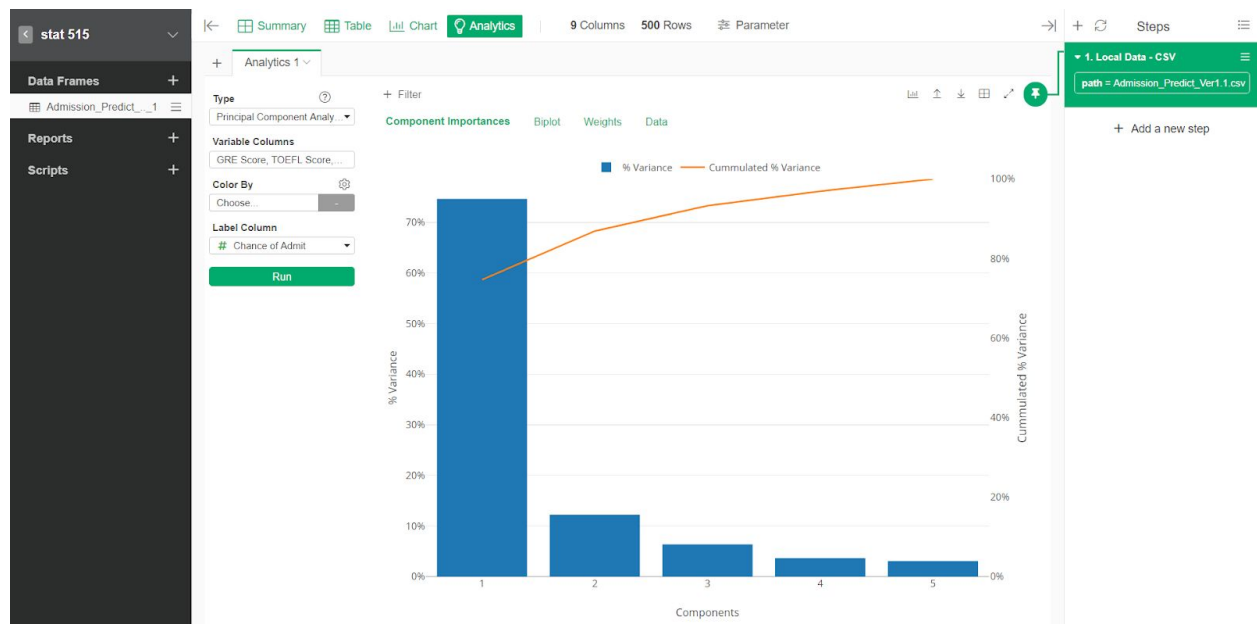 stat 515
Summary Table Chart Analytics 9 Columns 500 Rows Parameter
Steps
Data Frames +
Admission_Predict_..._1
Reports +
Scripts +
+ Analytics 1
Type ?
Principal Component Analy...
Variable Columns
GRE Score, TOEFL Score,...
Color By
Choose... -
Label Column
# Chance of Admit
Run
+ Filter
Component Importances Biplot Weights Data
% Variance Cummulated % Variance
70%
60%
50%
40%
30%
20%
10%
0%
% Variance
1 2 3 4 5
Components
100%
80%
60%
40%
20%
0%
Cummulated % Variance
1. Local Data - CSV
path = Admission_Predict_Ver1.1.csv
+ Add a new step